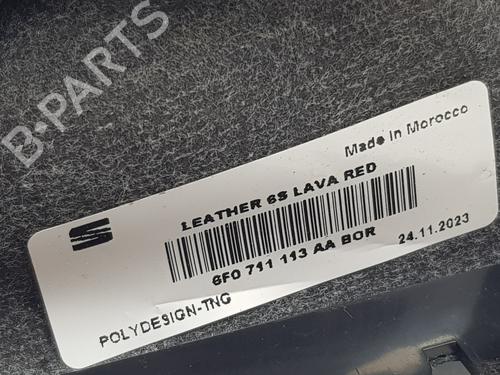 B-PARTS
Made in Morocco
LEATHER 6S LAVA RED
6F0 711 113 AA BOR
24.11.2023
POLYDESIGN-TNG